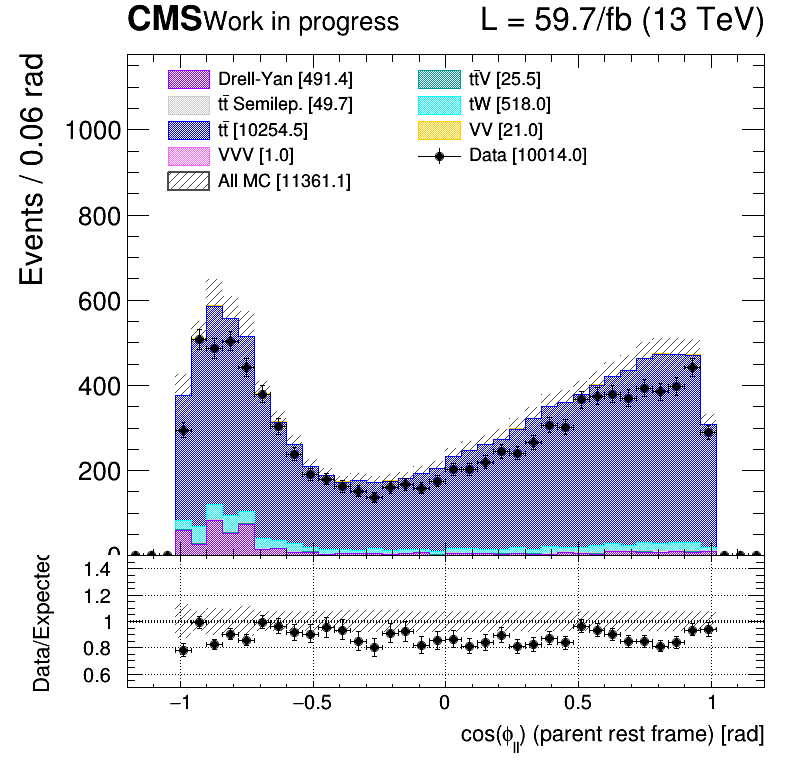 CMS Work in progress L = 59.7/fb (13 TeV)
Events / 0.06 rad
Drell-Yan [491.4]
tt̄V [25.5]
tt̄ Semilep. [49.7]
tW [518.0]
tt̄ [10254.5]
VV [21.0]
VVV [1.0]
Data [10014.0]
All MC [11361.1]
1000
800
600
400
200
0
Data/Expected
1.4
1.2
1
0.8
0.6
−1 −0.5 0 0.5 1
cos(ϕ_ll) (parent rest frame) [rad]